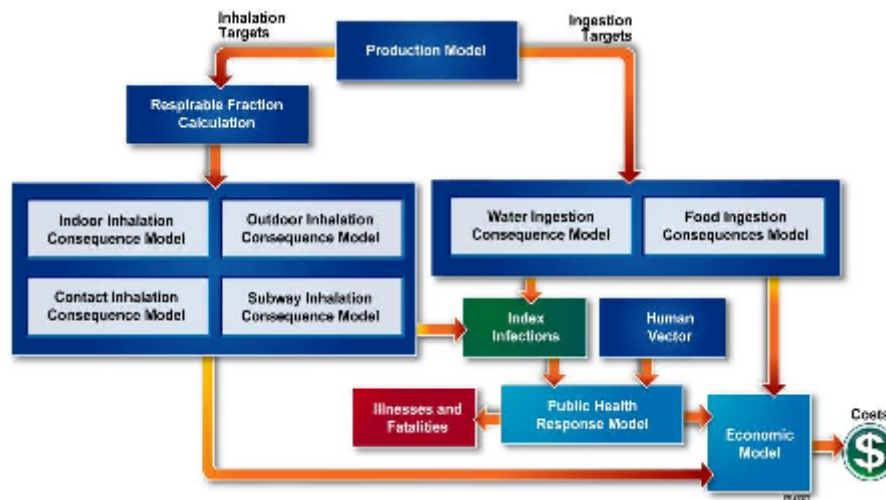 Inhalation
Targets
Production Model
Ingestion
Targets
Respirable Fraction
Calculation
Indoor Inhalation
Consequence Model
Outdoor Inhalation
Consequence Model
Water Ingestion
Consequence Model
Food Ingestion
Consequences Model
Contact Inhalation
Consequence Model
Subway Inhalation
Consequence Model
Index
Infections
Human
Vector
Illnesses and
Fatalities
Public Health
Response Model
Economic
Model
Costs
$